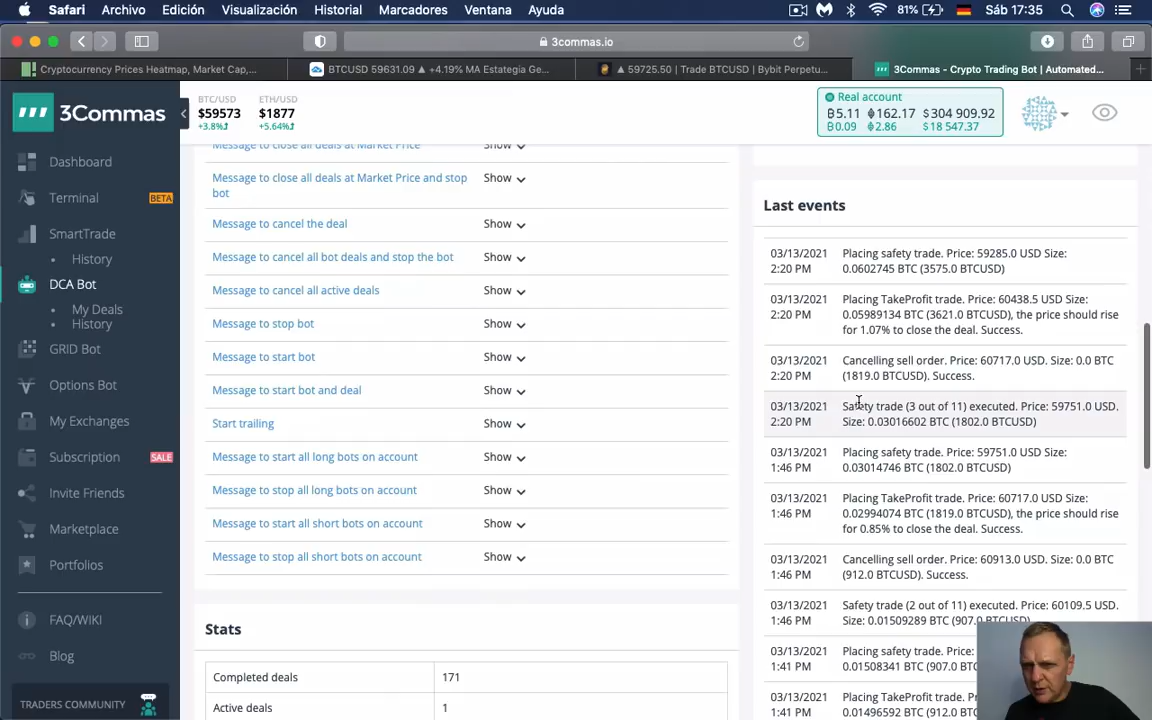 Safari Archivo Edición Visualización Historial Marcadores Ventana Ayuda 81% Sáb 17:35
3commas.io
Cryptocurrency Prices Heatmap, Market Cap,...
BTCUSD 59631.09 ▲ +4.19% MA Estategia Ge...
▲ 59725.50 | Trade BTCUSD | Bybit Perpetu...
3Commas - Crypto Trading Bot | Automated...
3Commas
BTC/USD ETH/USD
$59573 $1877
+3.8% +5.64%
Real account
5.11 162.17 $ 304 909.92
0.09 2.86 $ 18 547.37
Dashboard
Terminal BETA
SmartTrade
History
DCA Bot
My Deals
History
GRID Bot
Options Bot
My Exchanges
Subscription SALE
Invite Friends
Marketplace
Portfolios
FAQ/WIKI
Blog
TRADERS COMMUNITY
Message to close all deals at Market Price Show
Message to close all deals at Market Price and stop Show
bot
Message to cancel the deal Show
Message to cancel all bot deals and stop the bot Show
Message to cancel all active deals Show
Message to stop bot Show
Message to start bot Show
Message to start bot and deal Show
Start trailing Show
Message to start all long bots on account Show
Message to stop all long bots on account Show
Message to start all short bots on account Show
Message to stop all short bots on account Show
Stats
Completed deals 171
Active deals 1
Last events
03/13/2021 Placing safety trade. Price: 59285.0 USD Size:
2:20 PM 0.0602745 BTC (3575.0 BTCUSD)
03/13/2021 Placing TakeProfit trade. Price: 60438.5 USD Size:
2:20 PM 0.05989134 BTC (3621.0 BTCUSD), the price should rise
for 1.07% to close the deal. Success.
03/13/2021 Cancelling sell order. Price: 60717.0 USD. Size: 0.0 BTC
2:20 PM (1819.0 BTCUSD). Success.
03/13/2021 Safety trade (3 out of 11) executed. Price: 59751.0 USD.
2:20 PM Size: 0.03016602 BTC (1802.0 BTCUSD)
03/13/2021 Placing safety trade. Price: 59751.0 USD Size:
1:46 PM 0.03014746 BTC (1802.0 BTCUSD)
03/13/2021 Placing TakeProfit trade. Price: 60717.0 USD Size:
1:46 PM 0.02994074 BTC (1819.0 BTCUSD), the price should rise
for 0.85% to close the deal. Success.
03/13/2021 Cancelling sell order. Price: 60913.0 USD. Size: 0.0 BTC
1:46 PM (912.0 BTCUSD). Success.
03/13/2021 Safety trade (2 out of 11) executed. Price: 60109.5 USD.
1:46 PM Size: 0.01509289 BTC (907.0 BTCUSD)
03/13/2021 Placing
1:41 PM 0.01508341 BTC (907.0
03/13/2021 Placing
1:41 PM 0.01496592 BTC (912.0